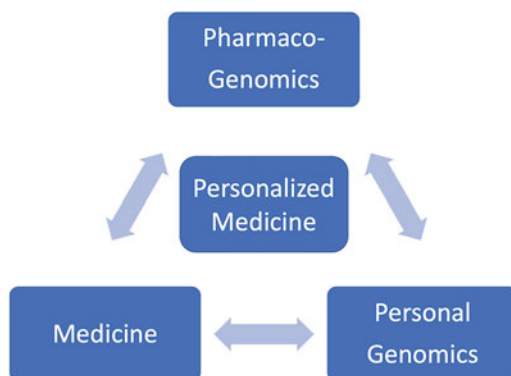 Pharmaco-
Genomics
Personalized
Medicine
Medicine
Personal
Genomics